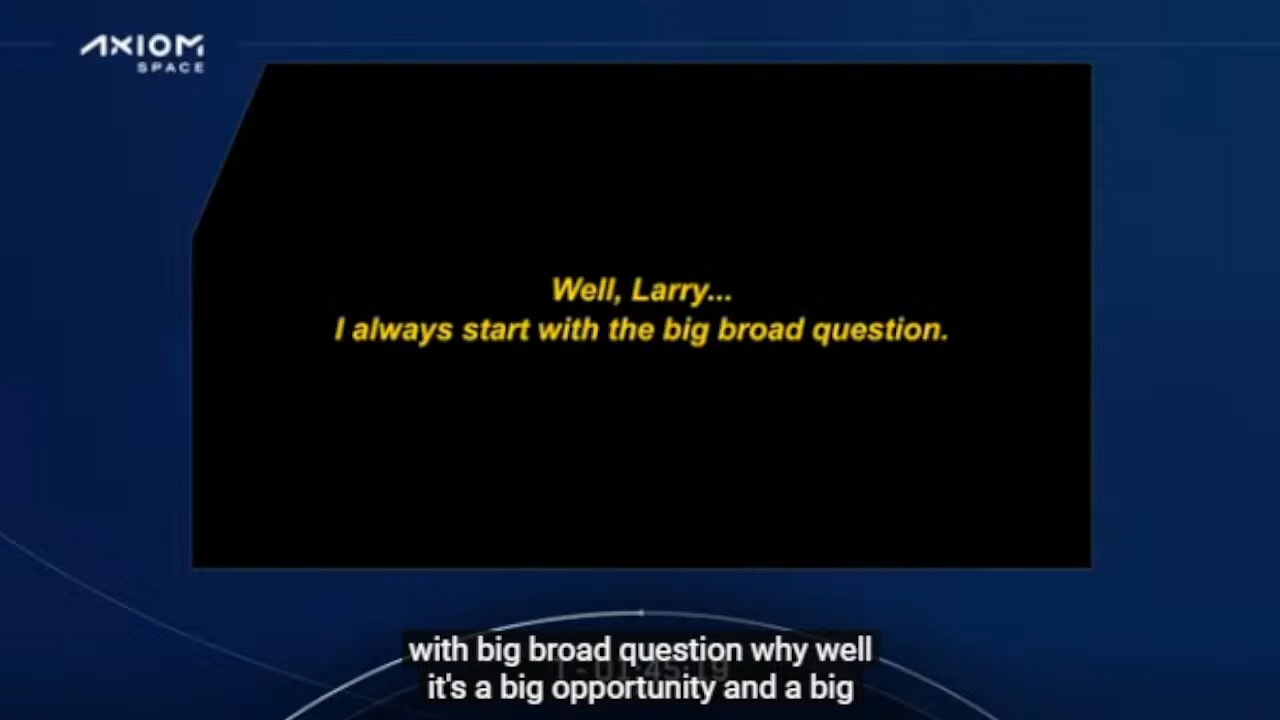 AXIOM
SPACE
Well, Larry...
I always start with the big broad question.
with big broad question why well
it's a big opportunity and a big